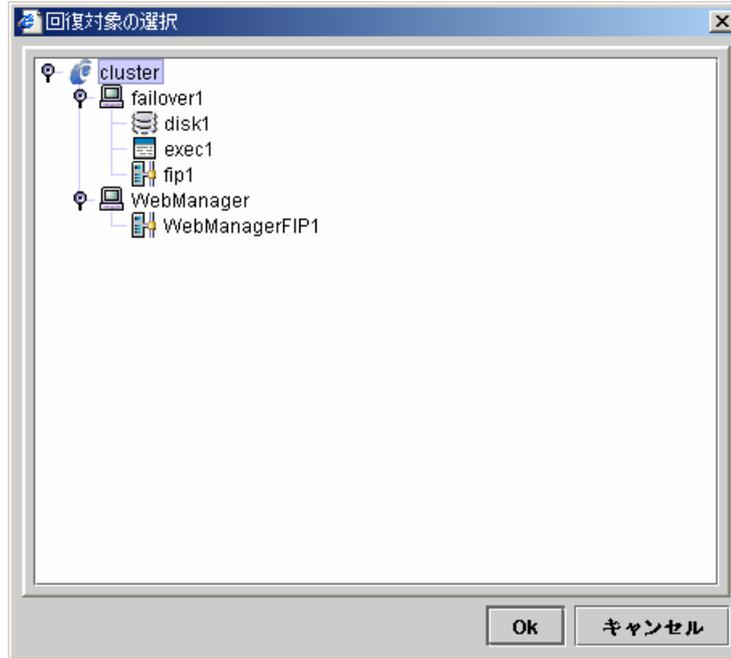 回復対象の選択
cluster
failover1
disk1
exec1
fip1
WebManager
WebManagerFIP1
Ok キャンセル